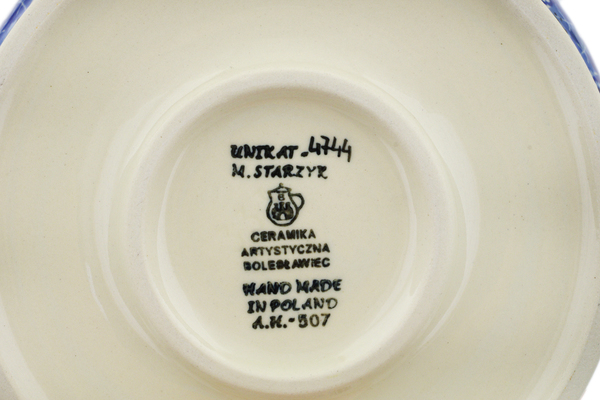 UNIKAT.4744
M.STARZYK
B
CERAMIKA
ARTYSTYCZNA
BOLESŁAWIEC
HAND MADE
IN POLAND
A.H.-507